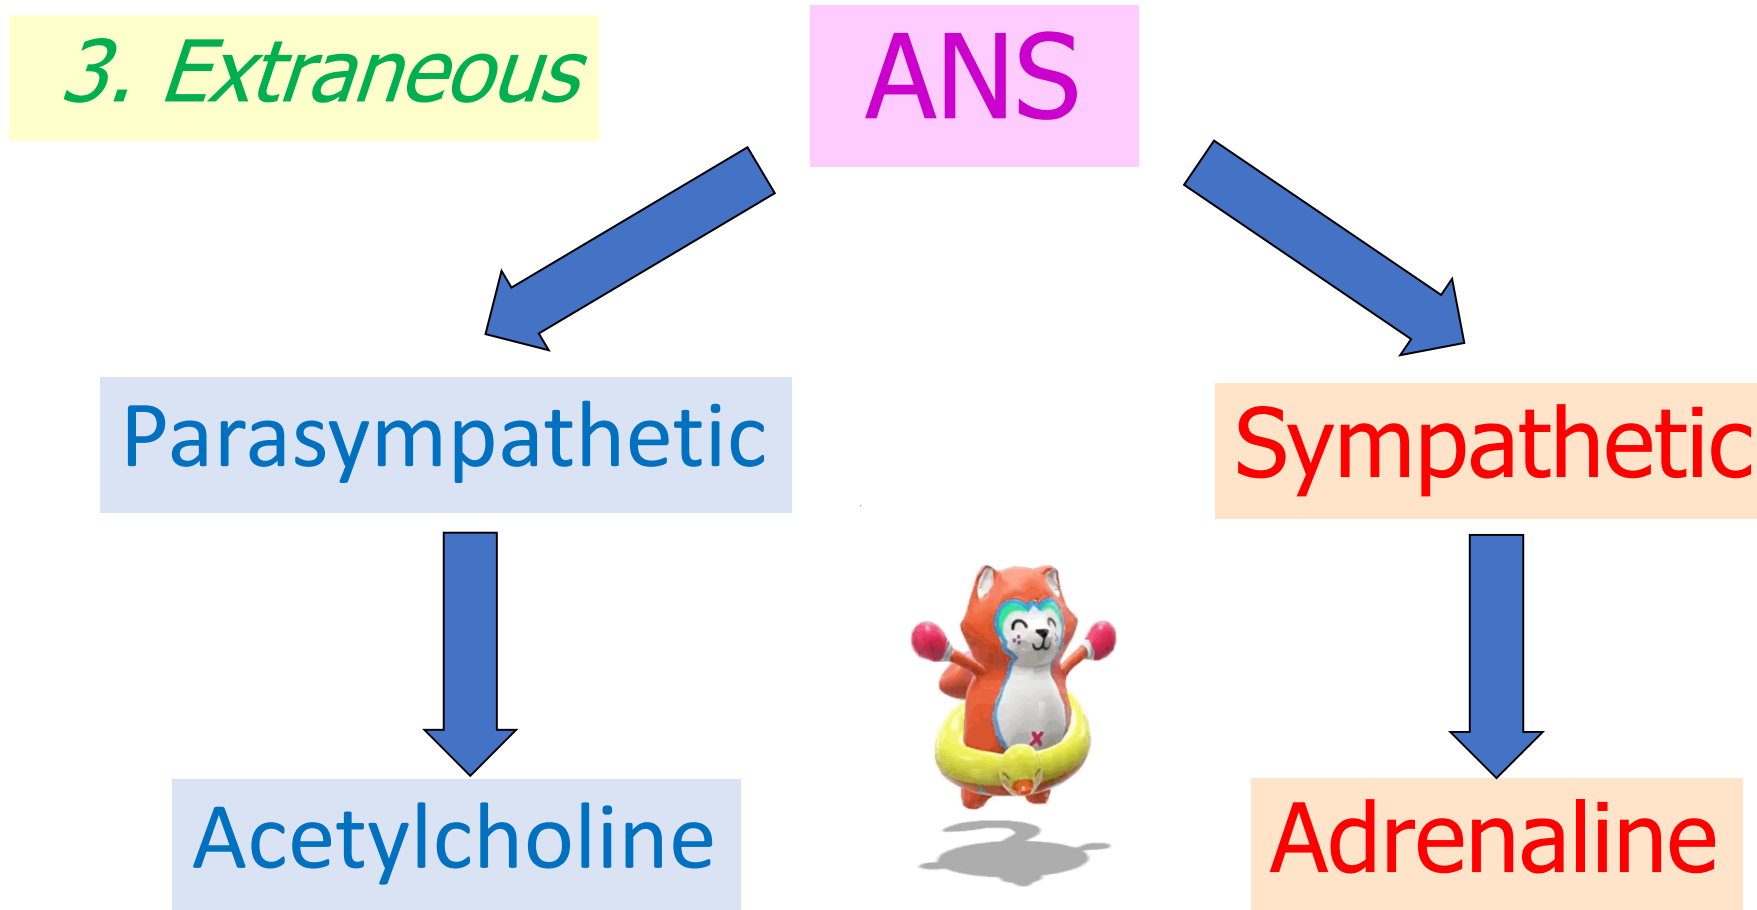 3. Extraneous
ANS
Parasympathetic
Sympathetic
Acetylcholine
Adrenaline